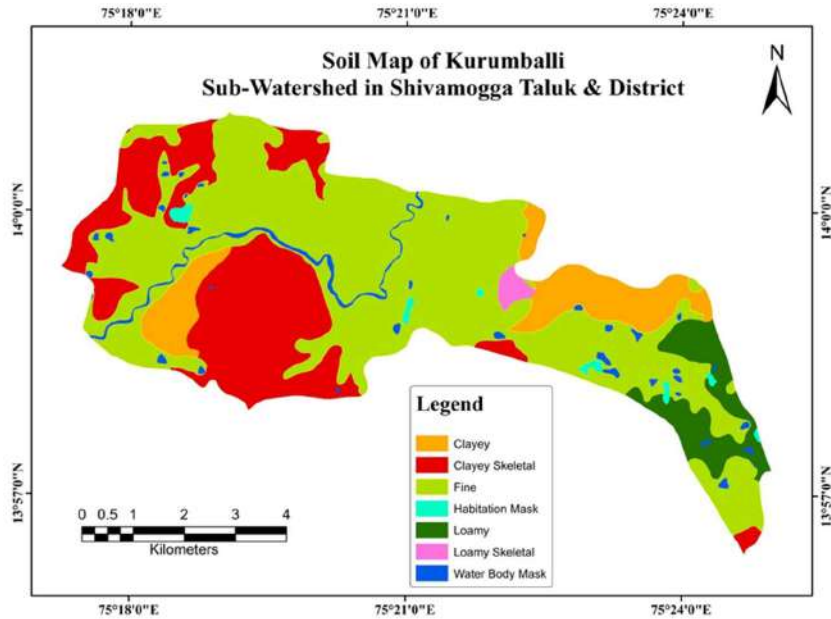 75°18'0"E 75°21'0"E 75°24'0"E
Soil Map of Kurumballi
Sub-Watershed in Shivamogga Taluk & District
N
14°0'0"N 14°0'0"N
Legend
Clayey
Clayey Skeletal
Fine
Habitation Mask
Loamy
Loamy Skeletal
Water Body Mask
13°57'0"N 13°57'0"N
0 0.5 1 2 3 4
Kilometers
75°18'0"E 75°21'0"E 75°24'0"E